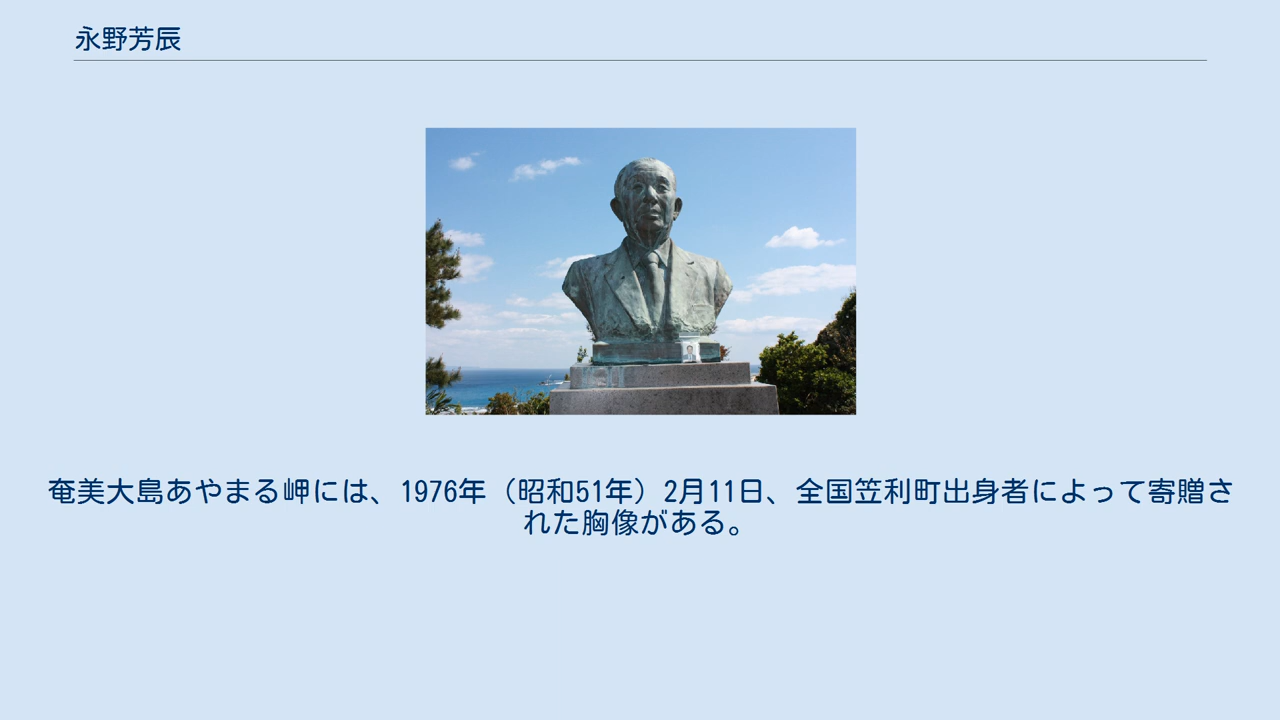 永野芳辰
奄美大島あやまる岬には、1976年（昭和51年）2月11日、全国笠利町出身者によって寄贈さ
れた胸像がある。